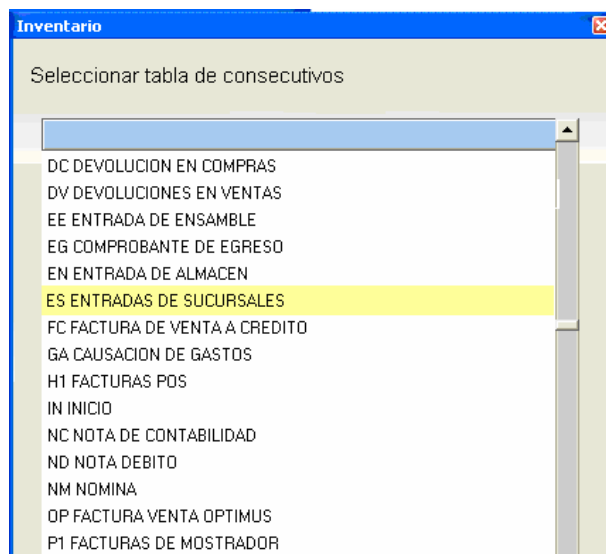 Inventario
Seleccionar tabla de consecutivos
DC DEVOLUCION EN COMPRAS
DV DEVOLUCIONES EN VENTAS
EE ENTRADA DE ENSAMBLE
EG COMPROBANTE DE EGRESO
EN ENTRADA DE ALMACEN
ES ENTRADAS DE SUCURSALES
FC FACTURA DE VENTA A CREDITO
GA CAUSACION DE GASTOS
H1 FACTURAS POS
IN INICIO
NC NOTA DE CONTABILIDAD
ND NOTA DEBITO
NM NOMINA
OP FACTURA VENTA OPTIMUS
P1 FACTURAS DE MOSTRADOR